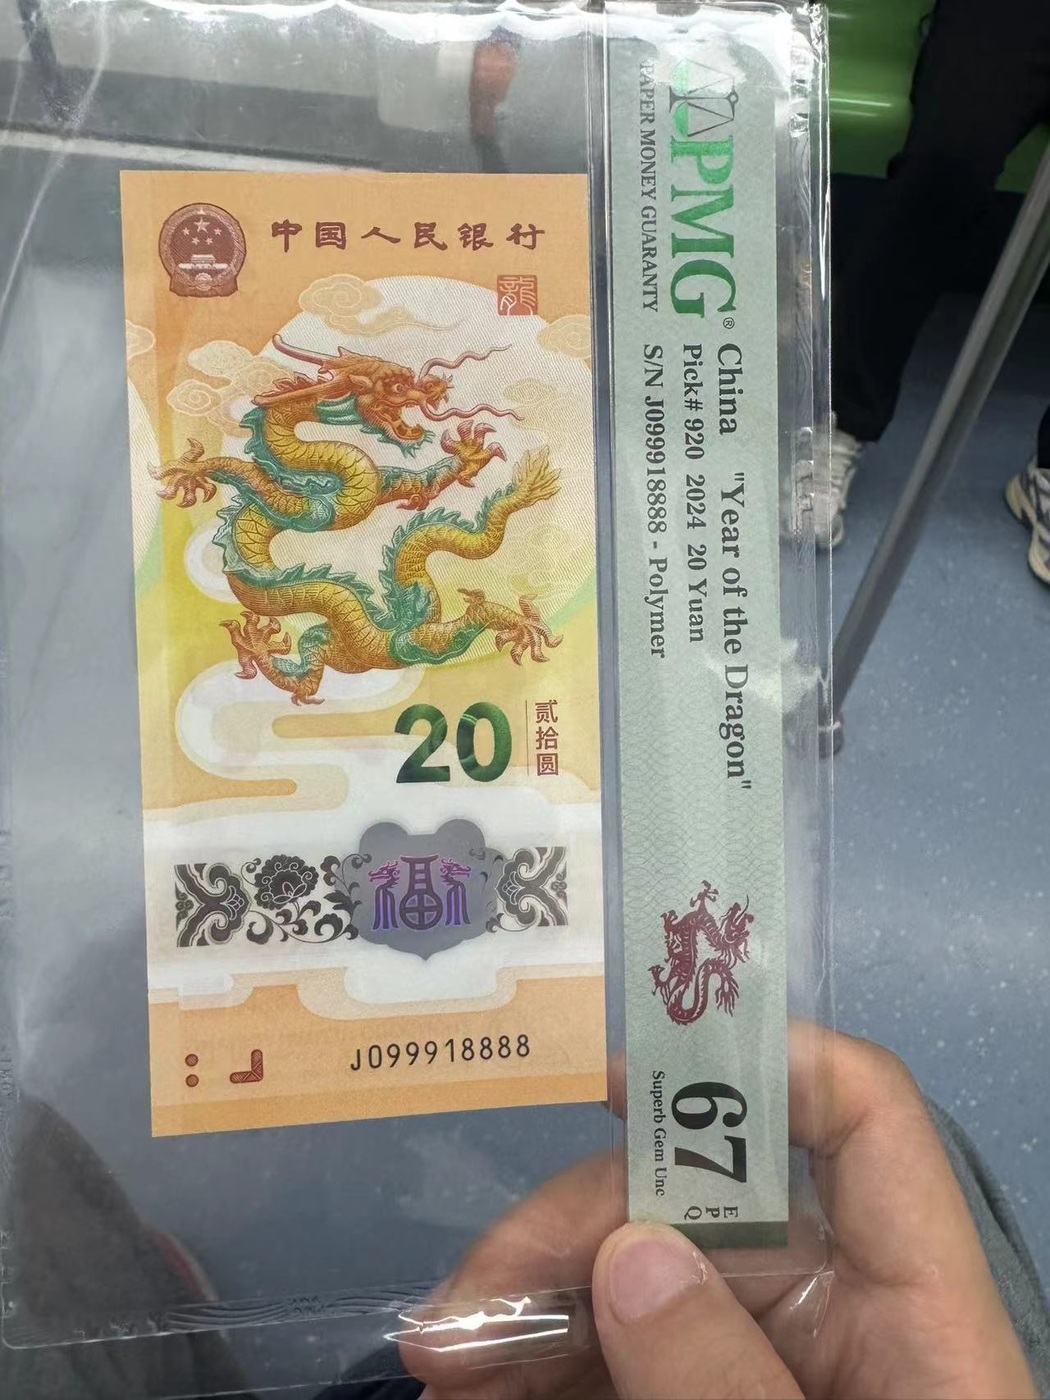 中国人民银行
龍
20
贰拾圆
福
J099918888
PMG®
PAPER MONEY GUARANTY
China "Year of the Dragon"
Pick# 920 2024 20 Yuan
S/N J099918888 - Polymer
67
EPQ
Superb Gem Unc